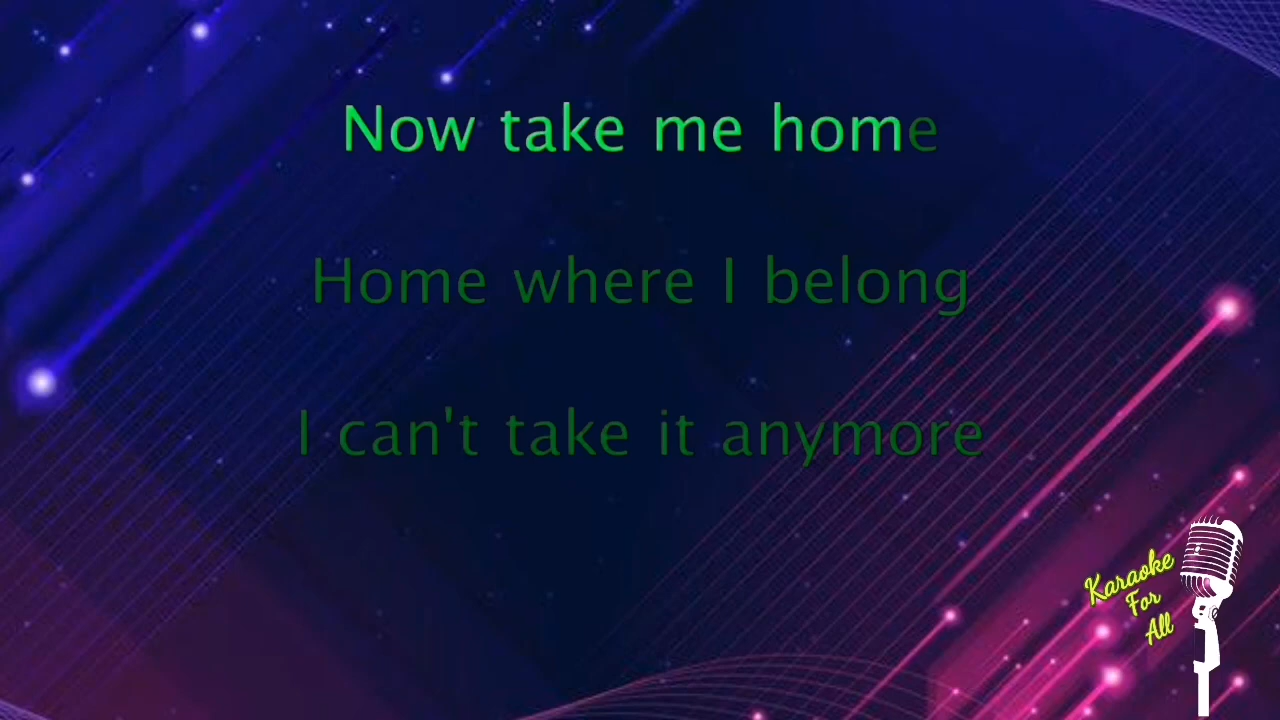 Now take me home
Home where I belong
I can't take it anymore
Karaoke
For
All